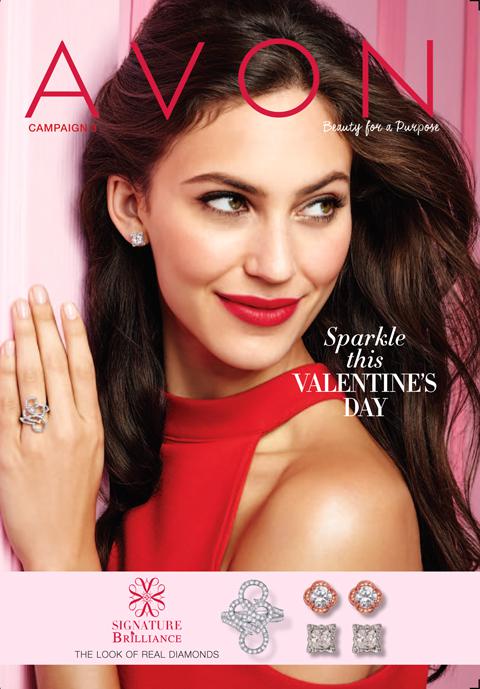 AVON
CAMPAIGN
Beauty for a Purpose
Sparkle
this
VALENTINE'S
DAY
SIGNATURE
BRILLIANCE
THE LOOK OF REAL DIAMONDS